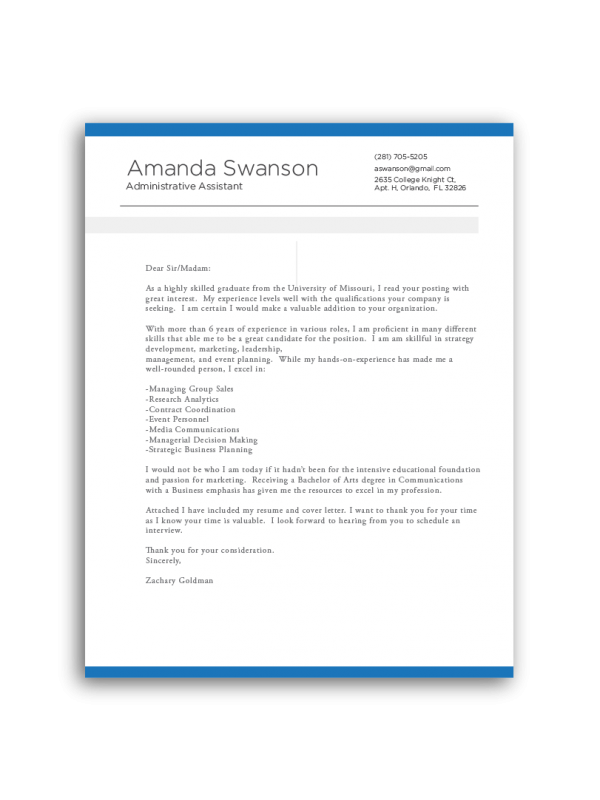 Amanda Swanson
Administrative Assistant
(281) 705-5205
aswanson@gmail.com
2635 College Knight Ct,
Apt. H, Orlando, FL 32826
Dear Sir/Madam:
As a highly skilled graduate from the University of Missouri, I read your posting with
great interest.  My experience levels well with the qualifications your company is
seeking.  I am certain I would make a valuable addition to your organization.
With more than 6 years of experience in various roles, I am proficient in many different
skills that able me to be a great candidate for the position.  I am am skillful in strategy
development, marketing, leadership,
management, and event planning.  While my hands-on-experience has made me a
well-rounded person, I excel in:
-Managing Group Sales
-Research Analytics
-Contract Coordination
-Event Personnel
-Media Communications
-Managerial Decision Making
-Strategic Business Planning
I would not be who I am today if it hadn't been for the intensive educational foundation
and passion for marketing.  Receiving a Bachelor of Arts degree in Communications
with a Business emphasis has given me the resources to excel in my profession.
Attached I have included my resume and cover letter. I want to thank you for your time
as I know your time is valuable.  I look forward to hearing from you to schedule an
interview.
Thank you for your consideration.
Sincerely,
Zachary Goldman